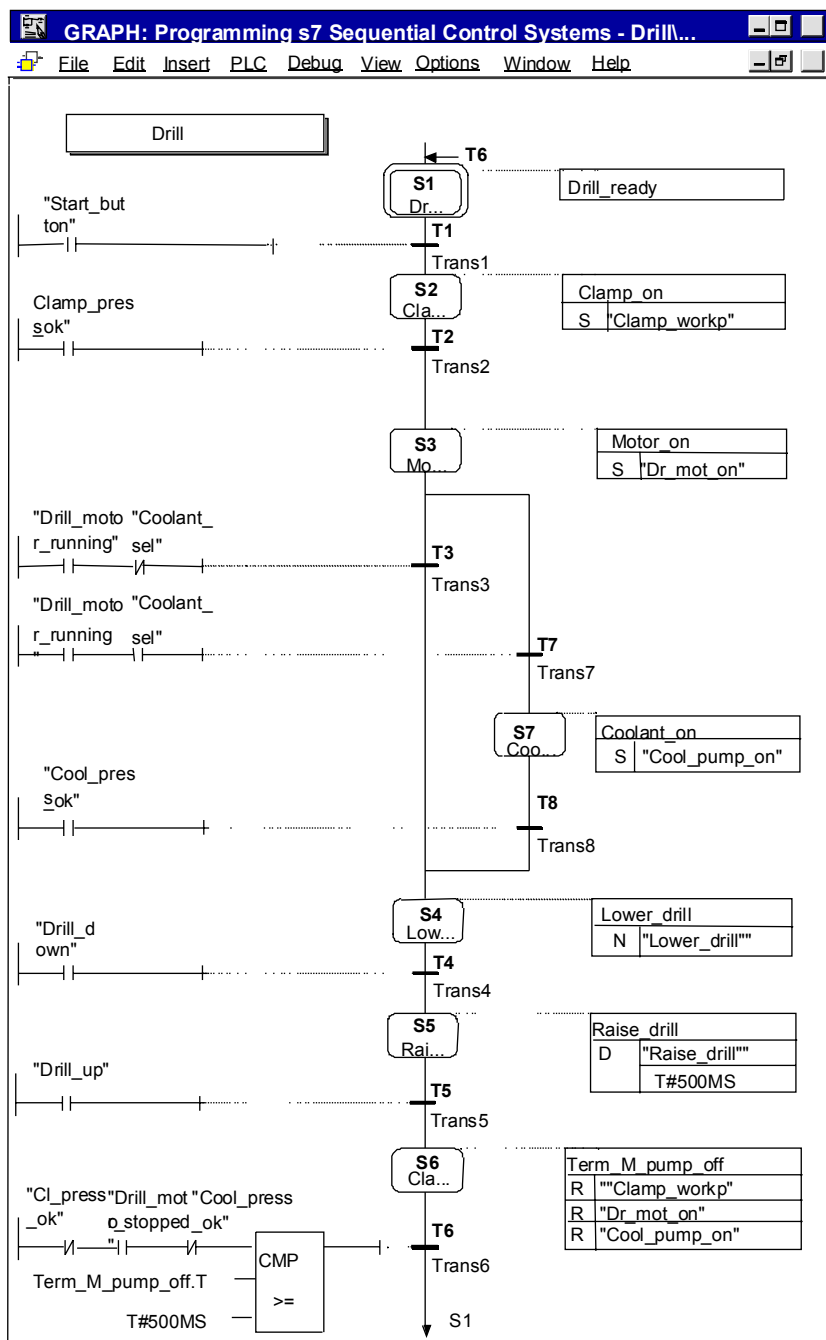 GRAPH: Programming s7 Sequential Control Systems - Drill\...
File Edit Insert PLC Debug View Options Window Help
Drill
T6
S1
Dr...
Drill_ready
"Start_but
ton"
T1
Trans1
S2
Cla...
Clamp_on
S "Clamp_workp"
Clamp_pres
sok"
T2
Trans2
S3
Mo...
Motor_on
S "Dr_mot_on"
"Drill_moto "Coolant_
r_running" sel"
T3
Trans3
"Drill_moto "Coolant_
r_running sel"
"
T7
Trans7
S7
Coo...
Coolant_on
S "Cool_pump_on"
"Cool_pres
sok"
T8
Trans8
S4
Low...
Lower_drill
N "Lower_drill""
"Drill_d
own"
T4
Trans4
S5
Rai...
Raise_drill
D "Raise_drill""
T#500MS
"Drill_up"
T5
Trans5
S6
Cla...
Term_M_pump_off
R ""Clamp_workp"
R "Dr_mot_on"
R "Cool_pump_on"
"Cl_press "Drill_mot "Cool_press
_ok" o_stopped _ok"
"
T6
Trans6
CMP
>=
Term_M_pump_off.T
T#500MS
S1